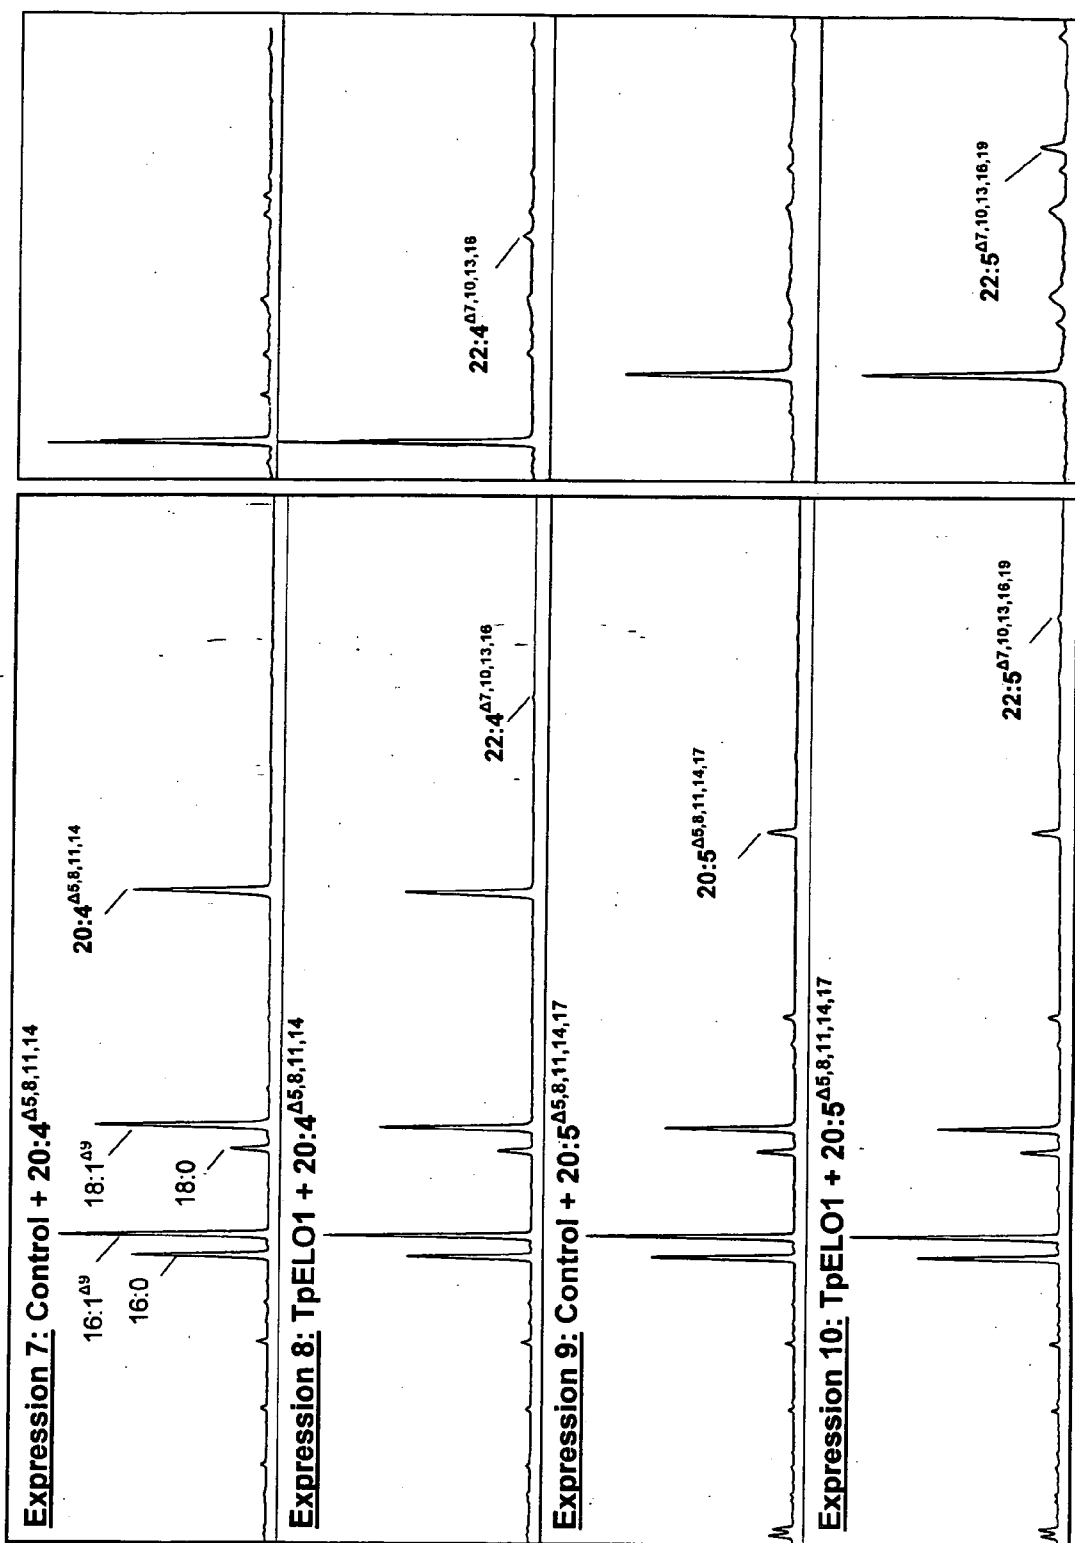 Expression 7: Control + 20:4Δ5,8,11,14
16:1Δ9
16:0
18:1Δ9
18:0
20:4Δ5,8,11,14
Expression 8: TpELO1 + 20:4Δ5,8,11,14
22:4Δ7,10,13,16
22:4Δ7,10,13,16
Expression 9: Control + 20:5Δ5,8,11,14,17
20:5Δ5,8,11,14,17
Expression 10: TpELO1 + 20:5Δ5,8,11,14,17
22:5Δ7,10,13,16,19
22:5Δ7,10,13,16,19